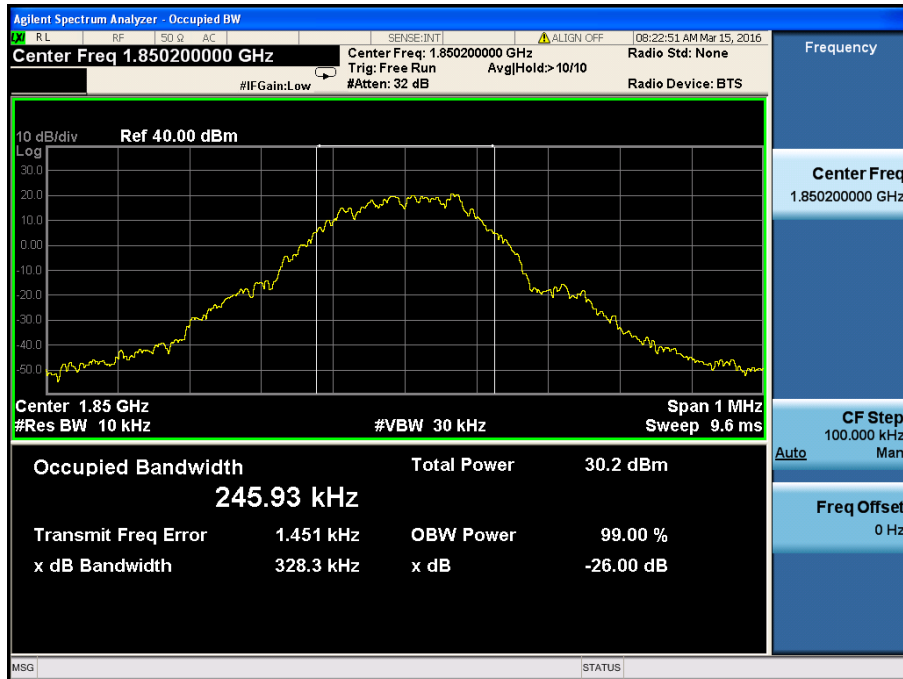 Agilent Spectrum Analyzer - Occupied BW
LXI RL RF 50 Ω AC SENSE:INT ALIGN OFF 08:22:51 AM Mar 15, 2016
Center Freq 1.850200000 GHz
Center Freq: 1.850200000 GHz
Radio Std: None
Trig: Free Run Avg|Hold:>10/10
#IFGain:Low
#Atten: 32 dB
Radio Device: BTS
10 dB/div Ref 40.00 dBm
Log
30.0
20.0
10.0
0.00
-10.0
-20.0
-30.0
-40.0
-50.0
Center 1.85 GHz Span 1 MHz
#Res BW 10 kHz #VBW 30 kHz Sweep 9.6 ms
Occupied Bandwidth Total Power 30.2 dBm
245.93 kHz
Transmit Freq Error 1.451 kHz OBW Power 99.00 %
x dB Bandwidth 328.3 kHz x dB -26.00 dB
Frequency
Center Freq
1.850200000 GHz
CF Step
100.000 kHz
Auto Man
Freq Offset
0 Hz
MSG STATUS